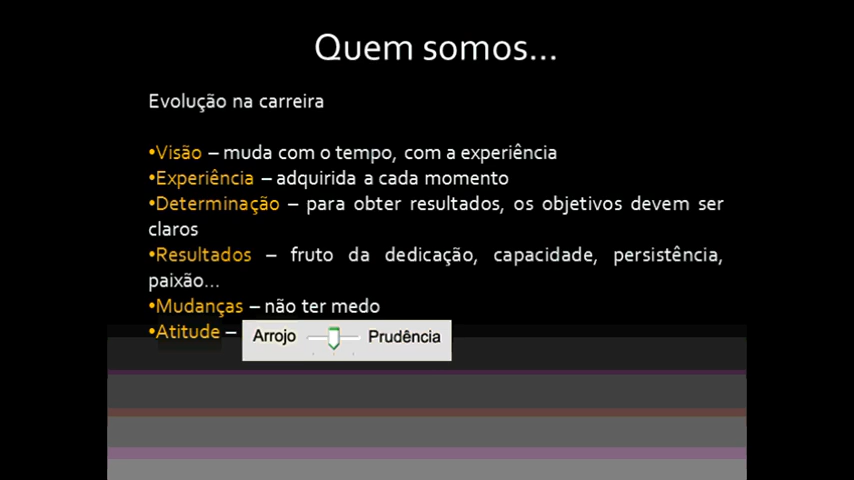 Quem somos...
Evolução na carreira
•Visão – muda com o tempo, com a experiência
•Experiência – adquirida a cada momento
•Determinação – para obter resultados, os objetivos devem ser
claros
•Resultados – fruto da dedicação, capacidade, persistência,
paixão...
•Mudanças – não ter medo
•Atitude – Arrojo Prudência